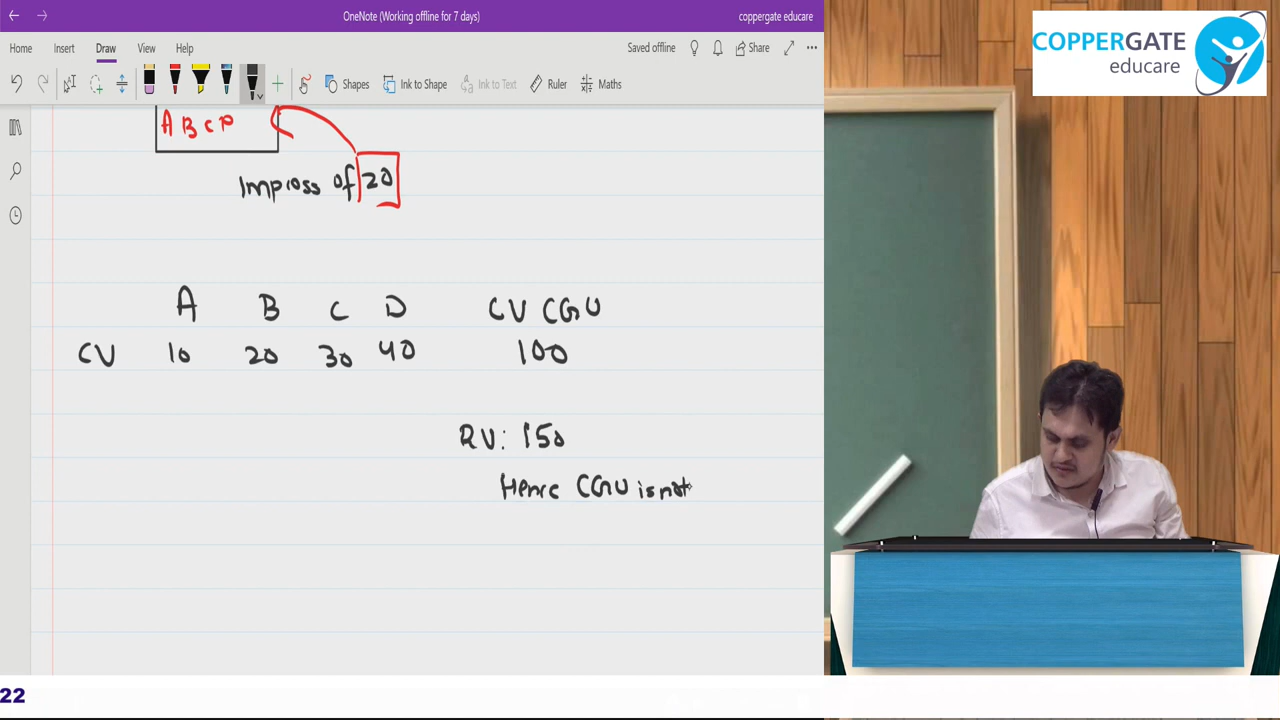 OneNote (Working offline for 7 days)
coppergate educare
Home Insert Draw View Help
Saved offline
Share
Shapes
Ink to Shape
Ink to Text
Ruler
Maths
COPPERGATE
educare
A B C D
Imp loss of 20
A B C D CV CGU
CV 10 20 30 40 100
RV: 150
Hence CGU is not
22